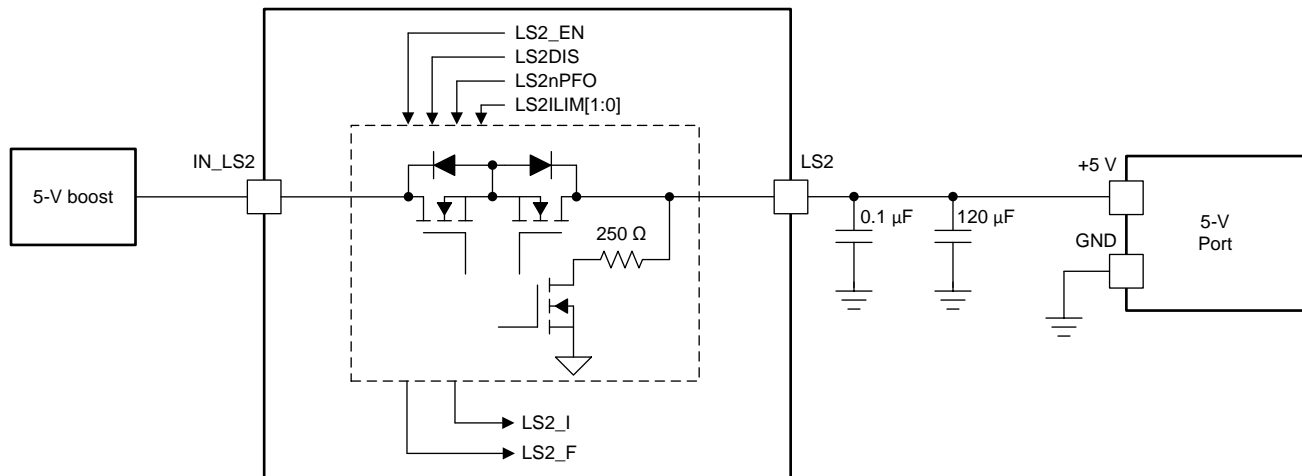 LS2_EN
LS2DIS
LS2nPFO
LS2ILIM[1:0]
IN_LS2
LS2
+5 V
5-V boost
0.1 µF
120 µF
5-V
Port
250 Ω
GND
LS2_I
LS2_F